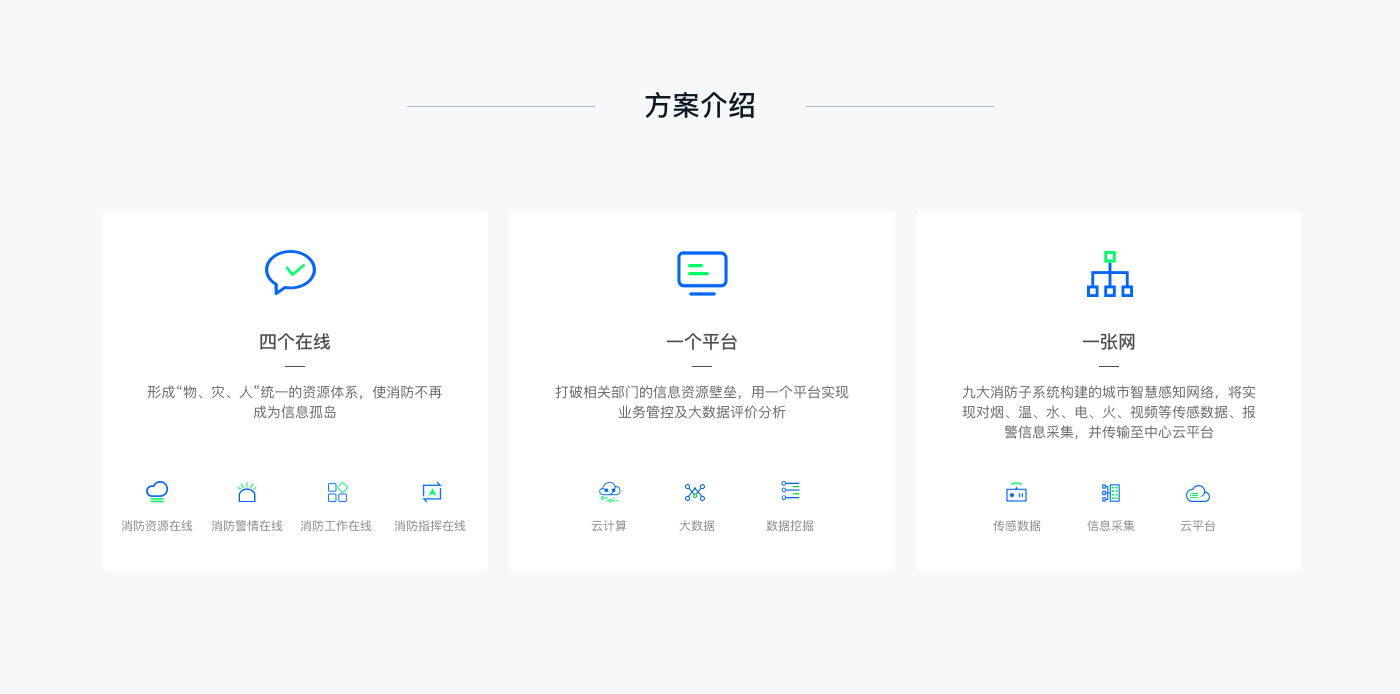 方案介绍
四个在线
形成“物、灾、人”统一的资源体系，使消防不再
成为信息孤岛
消防资源在线
消防警情在线
消防工作在线
消防指挥在线
一个平台
打破相关部门的信息资源壁垒，用一个平台实现
业务管控及大数据评价分析
云计算
大数据
数据挖掘
一张网
九大消防子系统构建的城市智慧感知网络，将实
现对烟、温、水、电、火、视频等传感数据、报
警信息采集，并传输至中心云平台
传感数据
信息采集
云平台